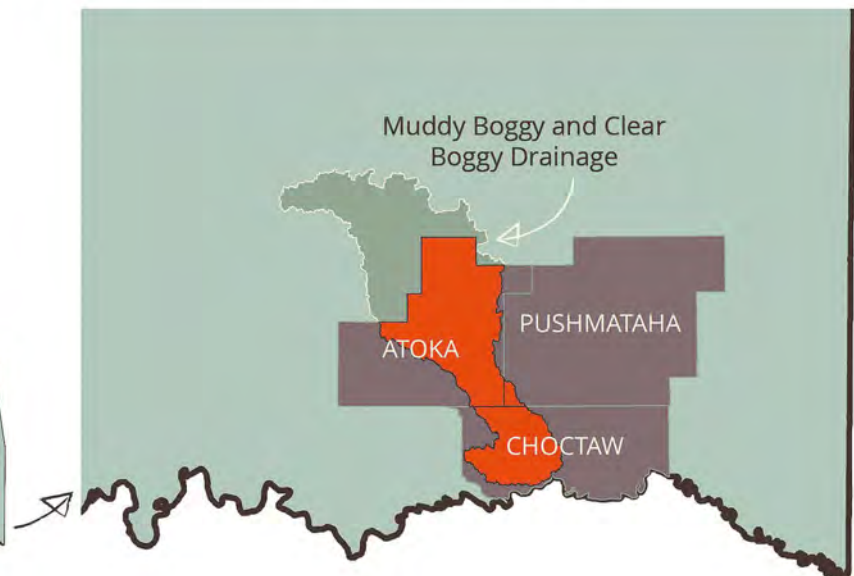 Muddy Boggy and Clear
Boggy Drainage
PUSHMATAHA
ATOKA
CHOCTAW